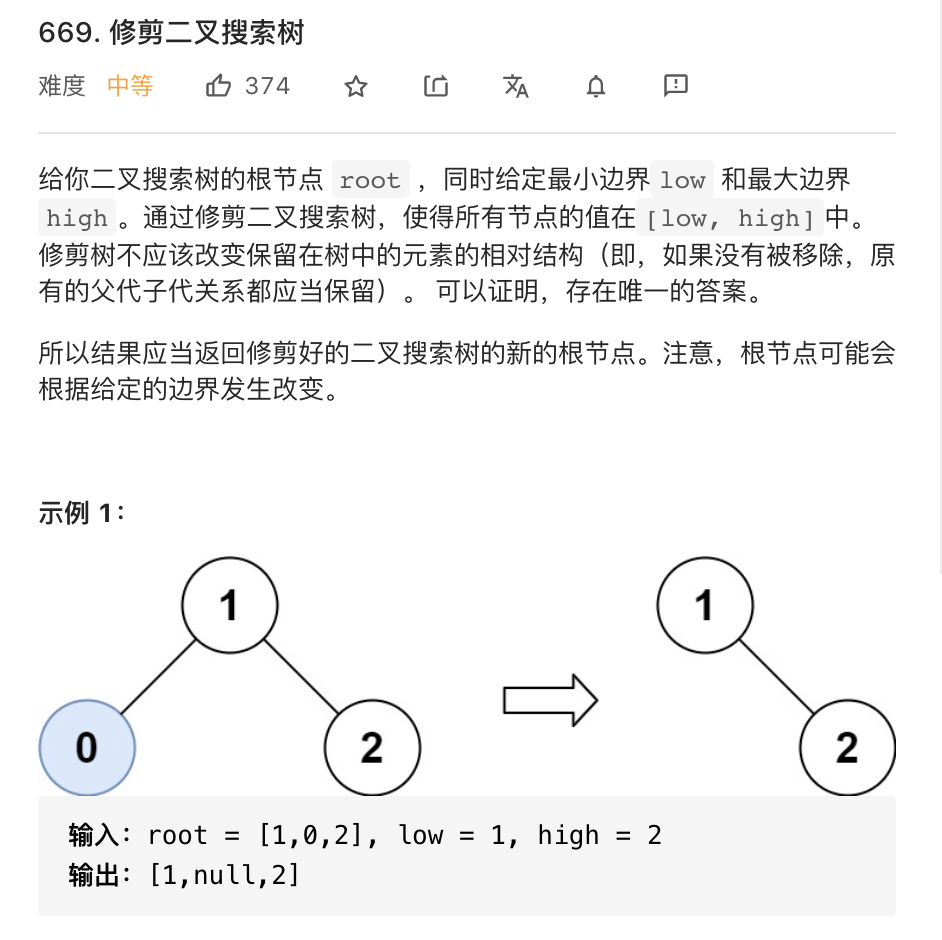 669. 修剪二叉搜索树
难度 中等 374
给你二叉搜索树的根节点 root ，同时给定最小边界 low 和最大边界
high 。通过修剪二叉搜索树，使得所有节点的值在 [low, high] 中。
修剪树不应该改变保留在树中的元素的相对结构（即，如果没有被移除，原
有的父代子代关系都应当保留）。 可以证明，存在唯一的答案。
所以结果应当返回修剪好的二叉搜索树的新的根节点。注意，根节点可能会
根据给定的边界发生改变。
示例 1：
1 1
0 2 2
输入：root = [1,0,2], low = 1, high = 2
输出：[1,null,2]